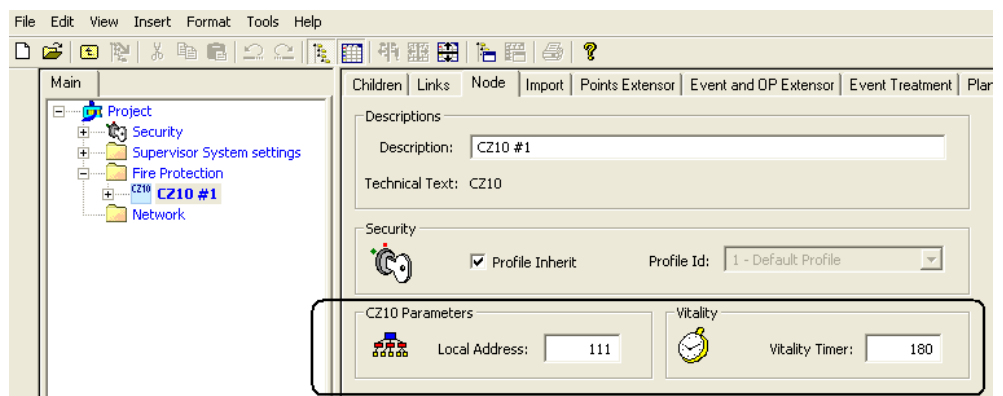 File Edit View Insert Format Tools Help
Main
Children Links Node Import Points Extensor Event and OP Extensor Event Treatment Plan
Project
Security
Supervisor System settings
Fire Protection
CZ10 CZ10 #1
Network
Descriptions
Description: CZ10 #1
Technical Text: CZ10
Security
Profile Inherit Profile Id: 1 - Default Profile
CZ10 Parameters Vitality
Local Address: 111 Vitality Timer: 180